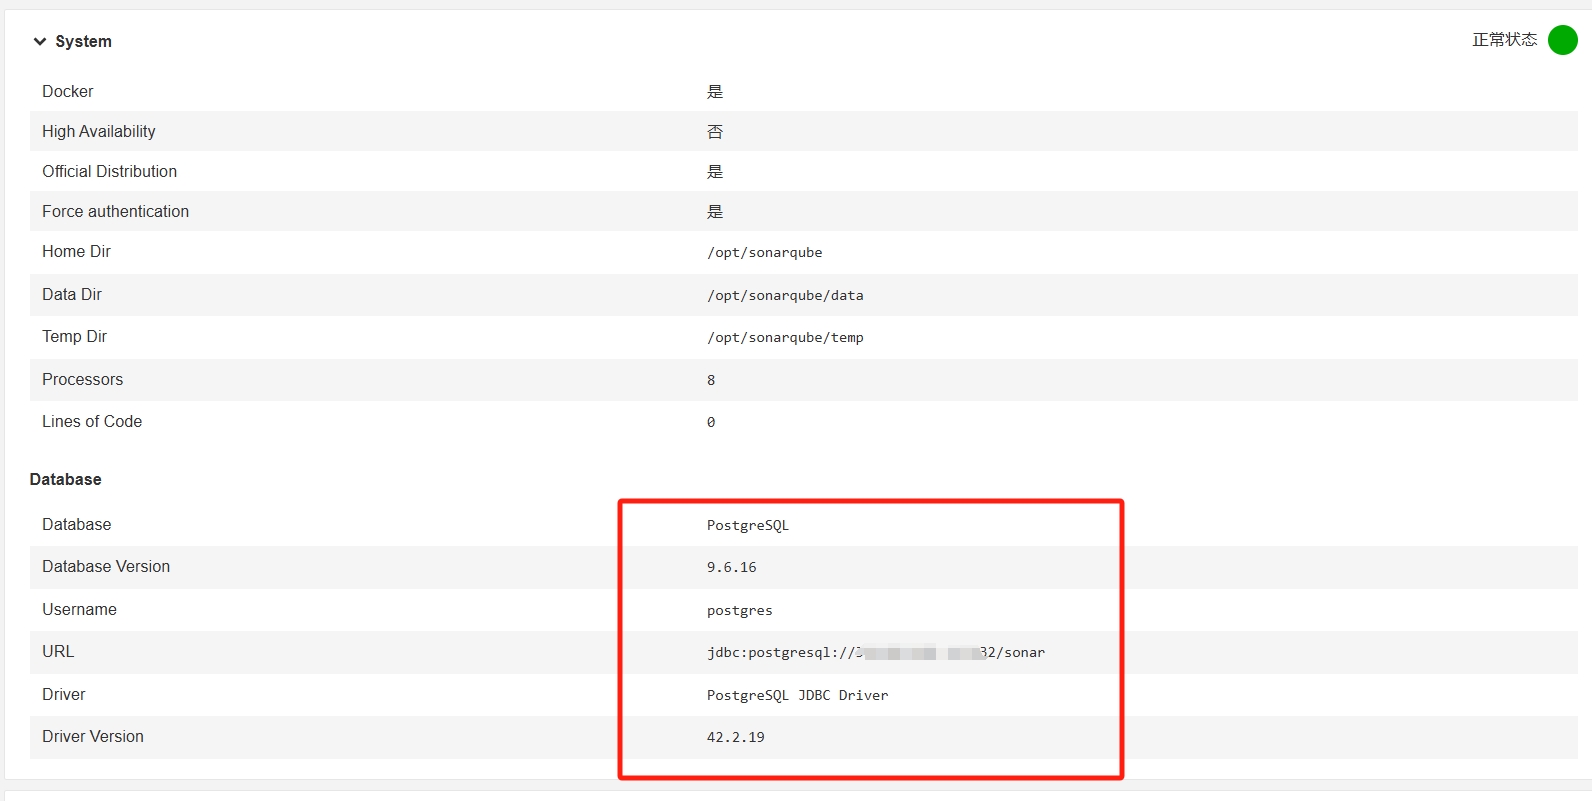 System
正常状态
Docker 是
High Availability 否
Official Distribution 是
Force authentication 是
Home Dir /opt/sonarqube
Data Dir /opt/sonarqube/data
Temp Dir /opt/sonarqube/temp
Processors 8
Lines of Code 0
Database
Database PostgreSQL
Database Version 9.6.16
Username postgres
URL jdbc:postgresql:// 32/sonar
Driver PostgreSQL JDBC Driver
Driver Version 42.2.19